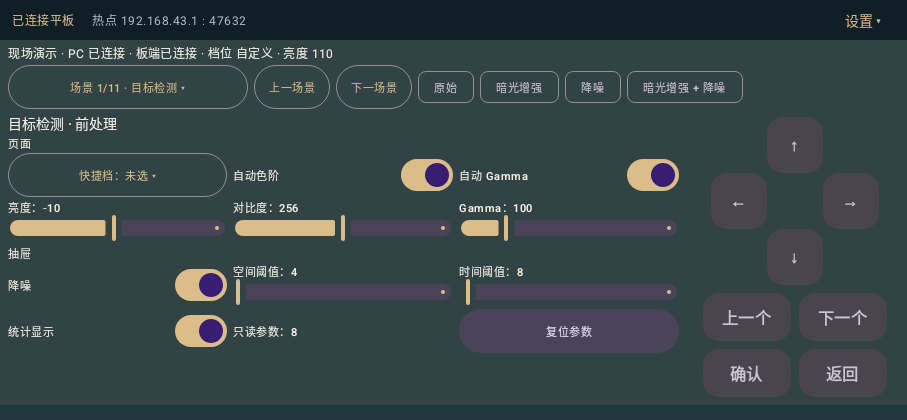 已连接平板 热点 192.168.43.1 : 47632 设置 ▾
现场演示 · PC 已连接 · 板端已连接 · 档位 自定义 · 亮度 110
场景 1/11 · 目标检测 ▾ 上一场景 下一场景 原始 暗光增强 降噪 暗光增强 + 降噪
目标检测 · 前处理
页面
快捷档: 未选 ▾ 自动色阶 自动 Gamma
亮度: -10 对比度: 256 Gamma: 100
抽屉
降噪 空间阈值: 4 时间阈值: 8
统计显示 只读参数: 8 复位参数
↑
← →
↓
上一个 下一个
确认 返回